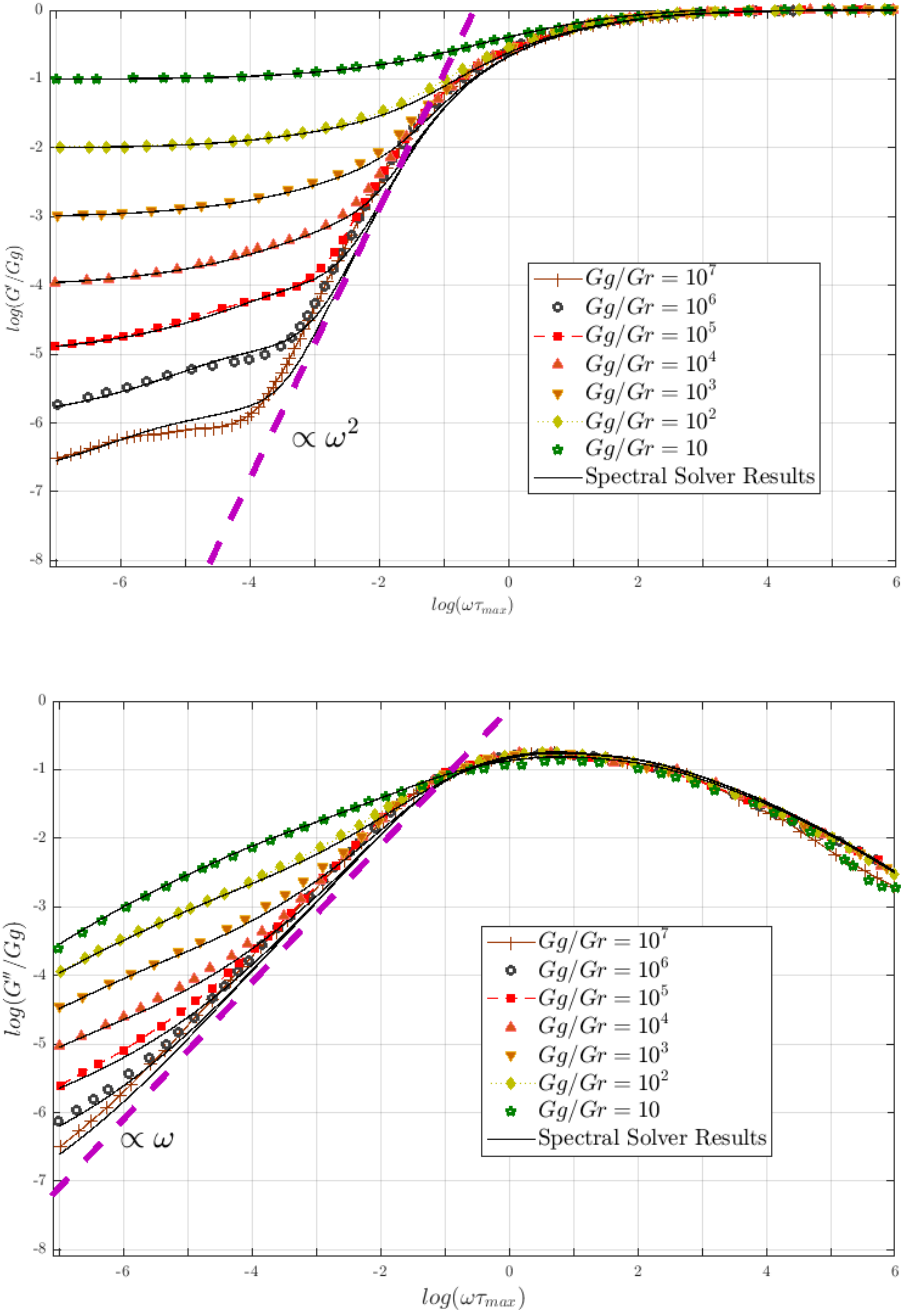 0
-1
-2
-3
-4
-5
-6
-7
-8
log(G′/Gg)
∝ ω²
Gg/Gr = 10⁷
Gg/Gr = 10⁶
Gg/Gr = 10⁵
Gg/Gr = 10⁴
Gg/Gr = 10³
Gg/Gr = 10²
Gg/Gr = 10
Spectral Solver Results
-6 -4 -2 0 2 4 6
log(ωτmax)
0
-1
-2
-3
-4
-5
-6
-7
-8
log(G′′/Gg)
∝ ω
Gg/Gr = 10⁷
Gg/Gr = 10⁶
Gg/Gr = 10⁵
Gg/Gr = 10⁴
Gg/Gr = 10³
Gg/Gr = 10²
Gg/Gr = 10
Spectral Solver Results
-6 -4 -2 0 2 4 6
log(ωτmax)